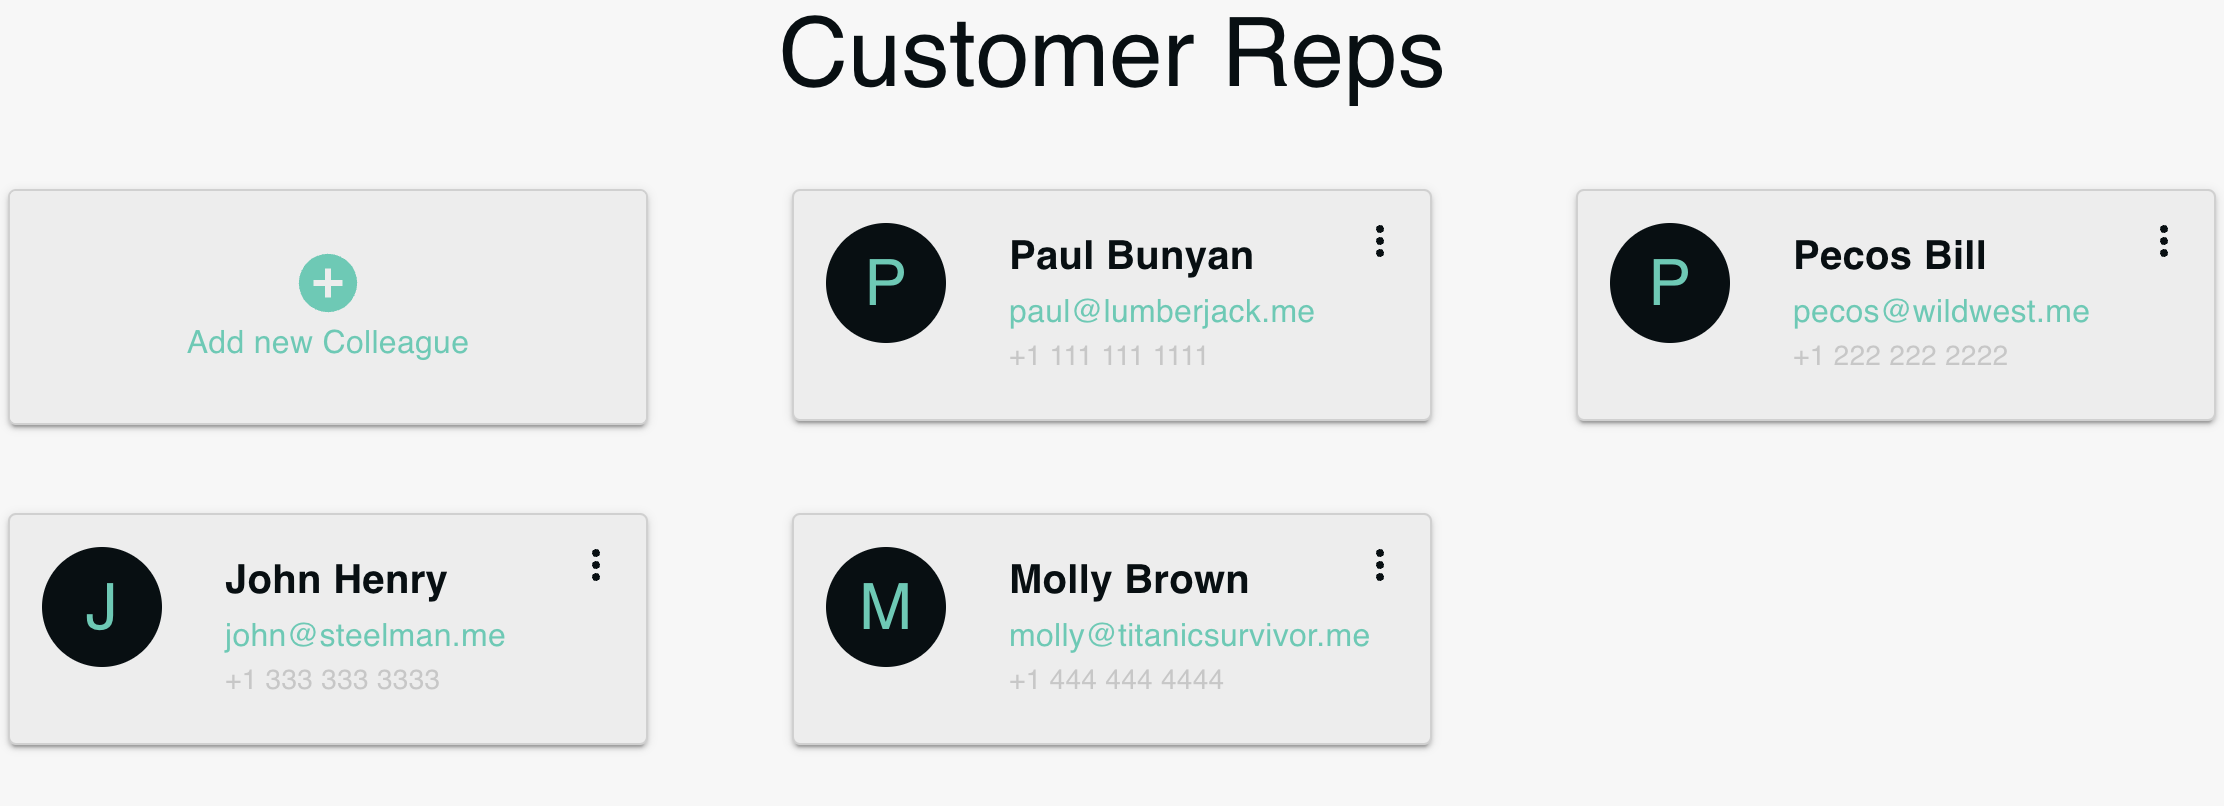 Customer Reps
Add new Colleague
P
Paul Bunyan
paul@lumberjack.me
+1 111 111 1111
P
Pecos Bill
pecos@wildwest.me
+1 222 222 2222
J
John Henry
john@steelman.me
+1 333 333 3333
M
Molly Brown
molly@titanicsurvivor.me
+1 444 444 4444